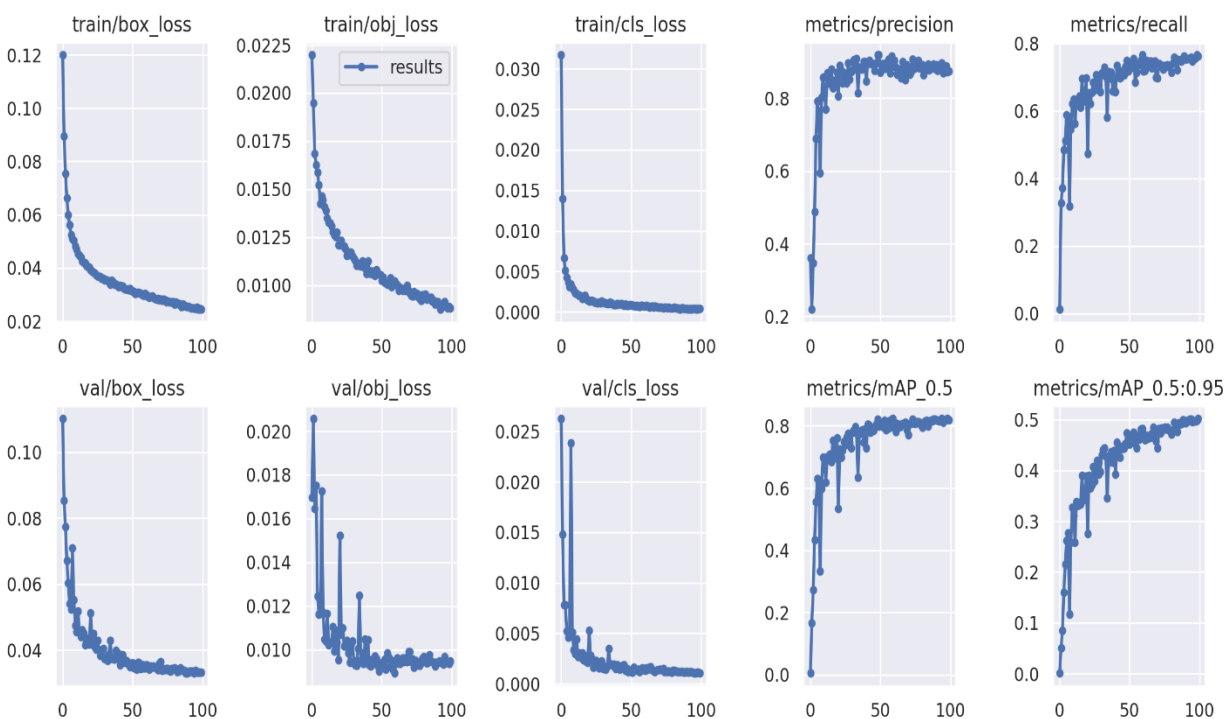 train/box_loss
0.12
0.10
0.08
0.06
0.04
0.02
0 50 100
train/obj_loss
results
0.0225
0.0200
0.0175
0.0150
0.0125
0.0100
0 50 100
train/cls_loss
0.030
0.025
0.020
0.015
0.010
0.005
0.000
0 50 100
metrics/precision
0.8
0.6
0.4
0.2
0 50 100
metrics/recall
0.8
0.6
0.4
0.2
0.0
0 50 100
val/box_loss
0.10
0.08
0.06
0.04
0 50 100
val/obj_loss
0.020
0.018
0.016
0.014
0.012
0.010
0 50 100
val/cls_loss
0.025
0.020
0.015
0.010
0.005
0.000
0 50 100
metrics/mAP_0.5
0.8
0.6
0.4
0.2
0.0
0 50 100
metrics/mAP_0.5:0.95
0.5
0.4
0.3
0.2
0.1
0.0
0 50 100